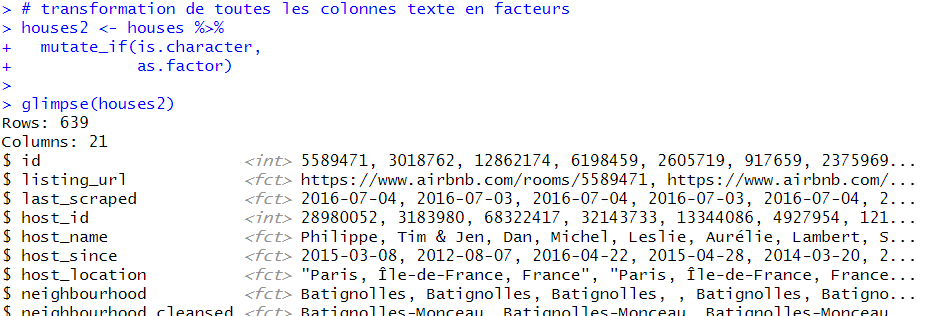 > # transformation de toutes les colonnes texte en facteurs
> houses2 <- houses %>%
+   mutate_if(is.character,
+             as.factor)
>
> glimpse(houses2)
Rows: 639
Columns: 21
$ id                     <int> 5589471, 3018762, 12862174, 6198459, 2605719, 917659, 2375969...
$ listing_url            <fct> https://www.airbnb.com/rooms/5589471, https://www.airbnb.com/...
$ last_scraped           <fct> 2016-07-04, 2016-07-03, 2016-07-04, 2016-07-03, 2016-07-04, 2...
$ host_id                <int> 28980052, 3183980, 68322417, 32143733, 13344086, 4927954, 121...
$ host_name              <fct> Philippe, Tim & Jen, Dan, Michel, Leslie, Aurélie, Lambert, S...
$ host_since             <fct> 2015-03-08, 2012-08-07, 2016-04-22, 2015-04-28, 2014-03-20, 2...
$ host_location          <fct> "Paris, Île-de-France, France", "Paris, Île-de-France, France...
$ neighbourhood          <fct> Batignolles, Batignolles, Batignolles, , Batignolles, Batigno...
$ neighbourhood_cleansed <fct> Batignolles-Monceau, Batignolles-Monceau, Batignolles-Monceau